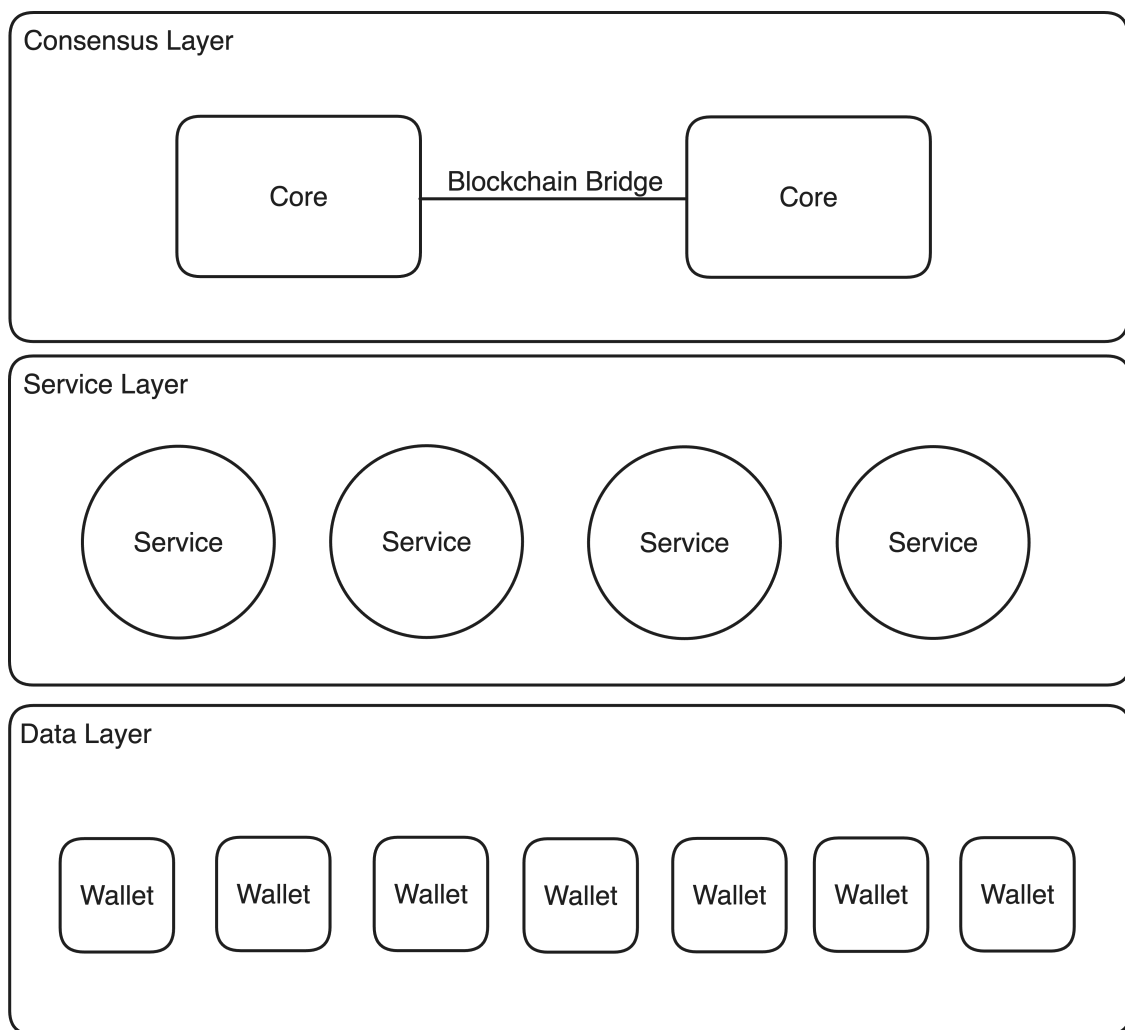 Consensus Layer
Blockchain Bridge
Core
Core
Service Layer
Service
Service
Service
Service
Data Layer
Wallet
Wallet
Wallet
Wallet
Wallet
Wallet
Wallet